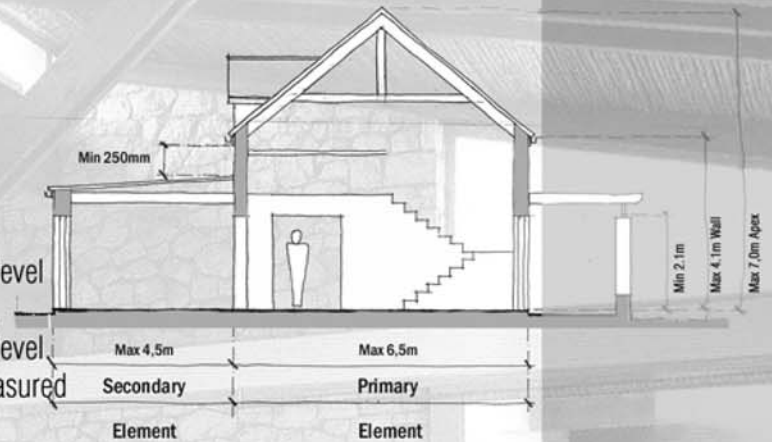 Min 250mm
Min 2.1m
Max 4.1m Wall
Max 7,0m Apex
evel
evel
asured
Max 4,5m
Max 6,5m
Secondary
Primary
Element
Element